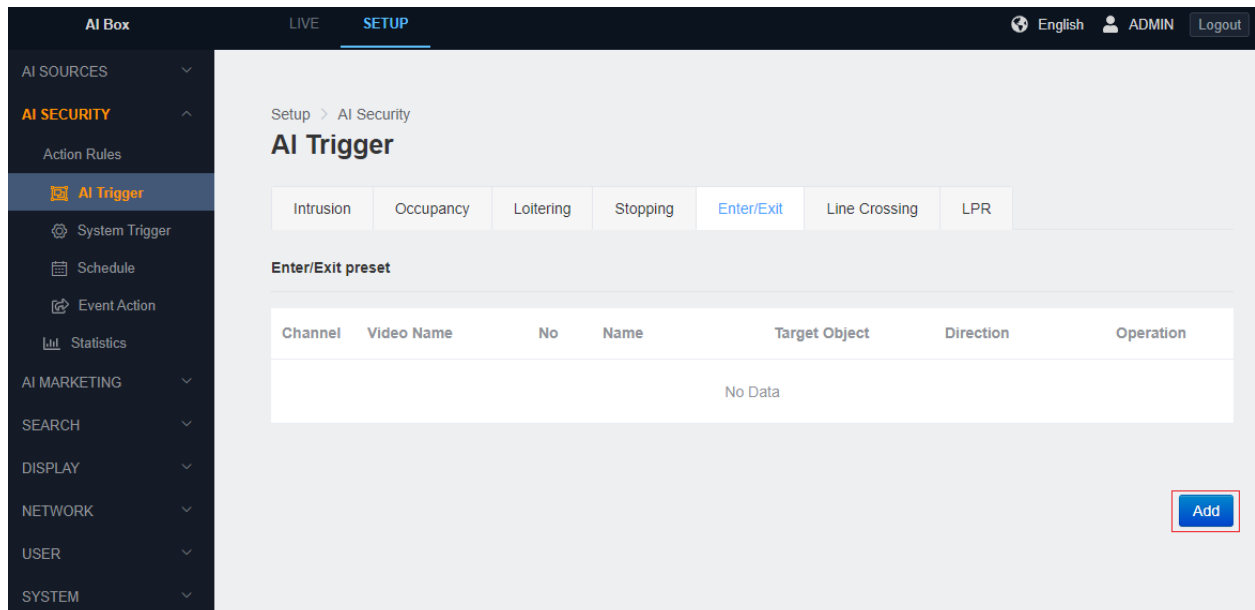 AI Box LIVE SETUP English ADMIN Logout
AI SOURCES
AI SECURITY
Action Rules
AI Trigger
System Trigger
Schedule
Event Action
Statistics
AI MARKETING
SEARCH
DISPLAY
NETWORK
USER
SYSTEM
Setup > AI Security
AI Trigger
Intrusion Occupancy Loitering Stopping Enter/Exit Line Crossing LPR
Enter/Exit preset
Channel Video Name No Name Target Object Direction Operation
No Data
Add